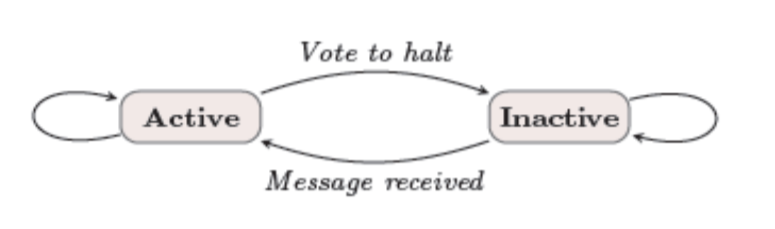 Vote to halt
Active
Inactive
Message received